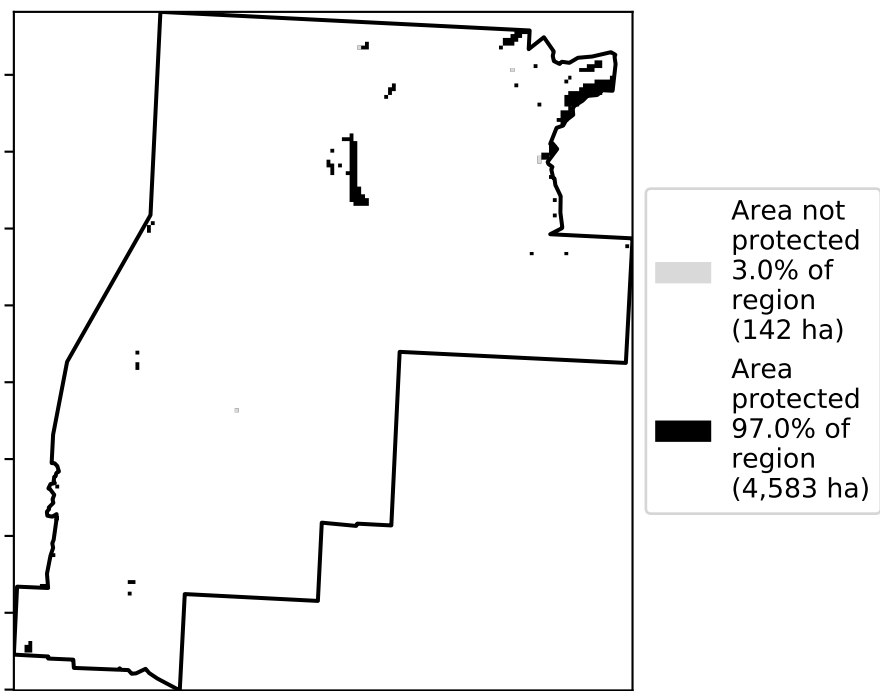 Area not
protected
3.0% of
region
(142 ha)
Area
protected
97.0% of
region
(4,583 ha)